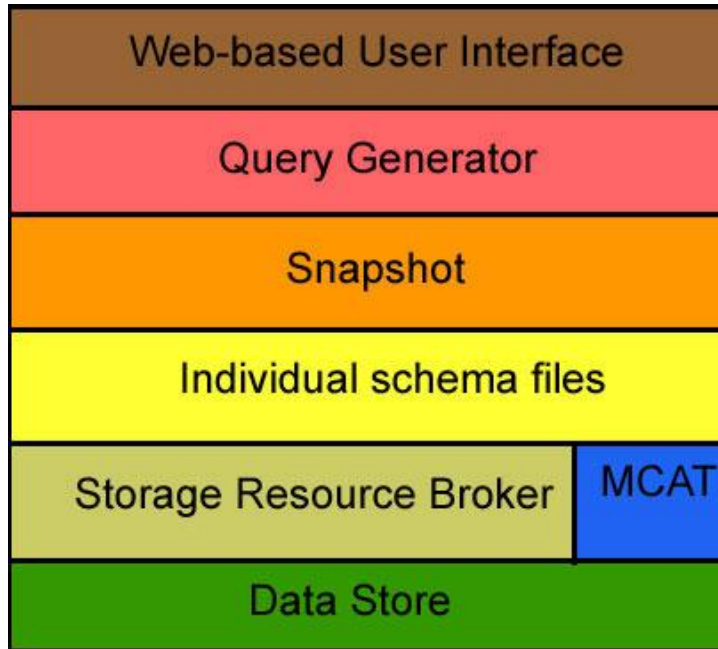 Web-based User Interface
Query Generator
Snapshot
Individual schema files
Storage Resource Broker
MCAT
Data Store